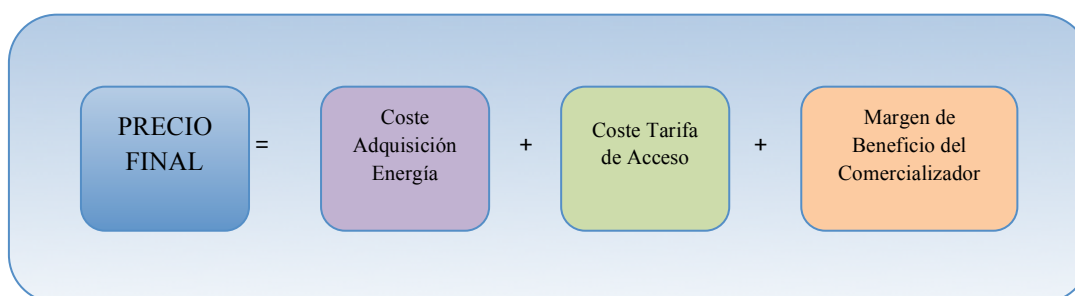 PRECIO
FINAL
=
Coste
Adquisición
Energía
+
Coste Tarifa
de Acceso
+
Margen de
Beneficio del
Comercializador